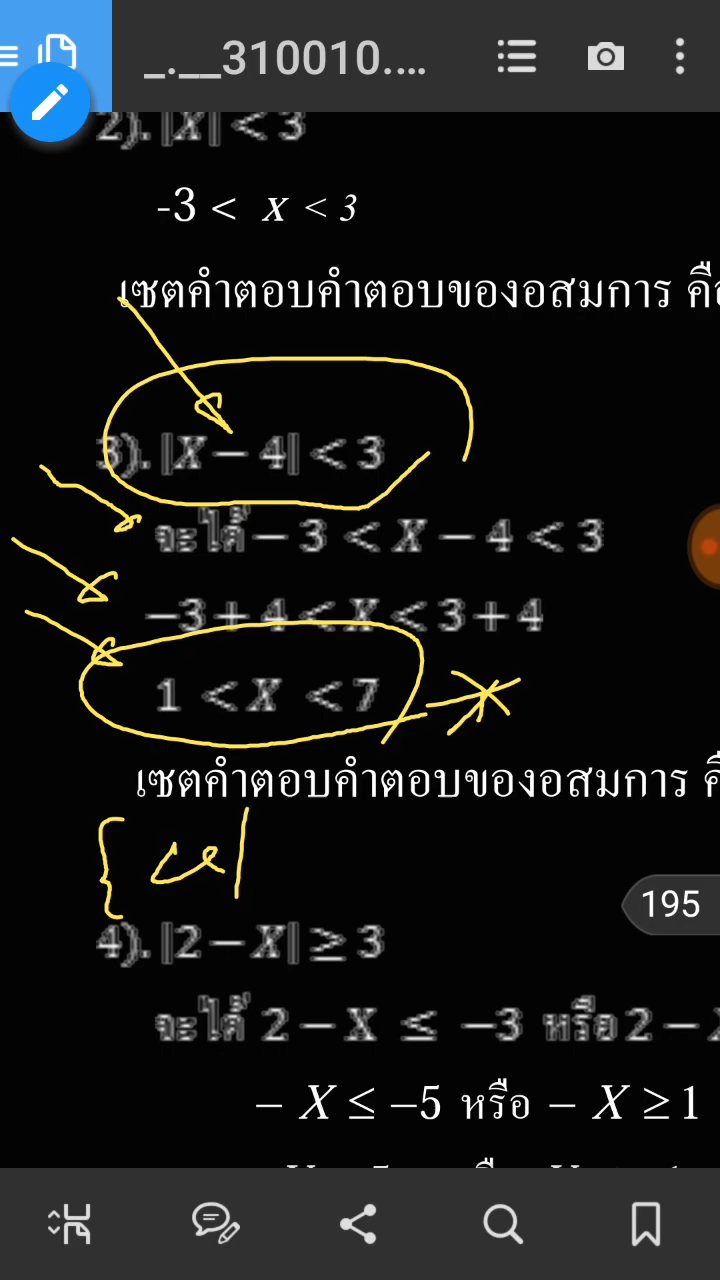 _.__310010....
2). |X| < 3
-3 < x < 3
เซตคำตอบคำตอบของอสมการ
3). |X − 4| < 3
จะได้ − 3 < X − 4 < 3
−3 + 4 < X < 3 + 4
1 < X < 7
เซตคำตอบคำตอบของอสมการ
{
195
4). |2 − X| ≥ 3
จะได้ 2 − X ≤ −3 หรือ 2 −
− X ≤ −5 หรือ − X ≥ 1